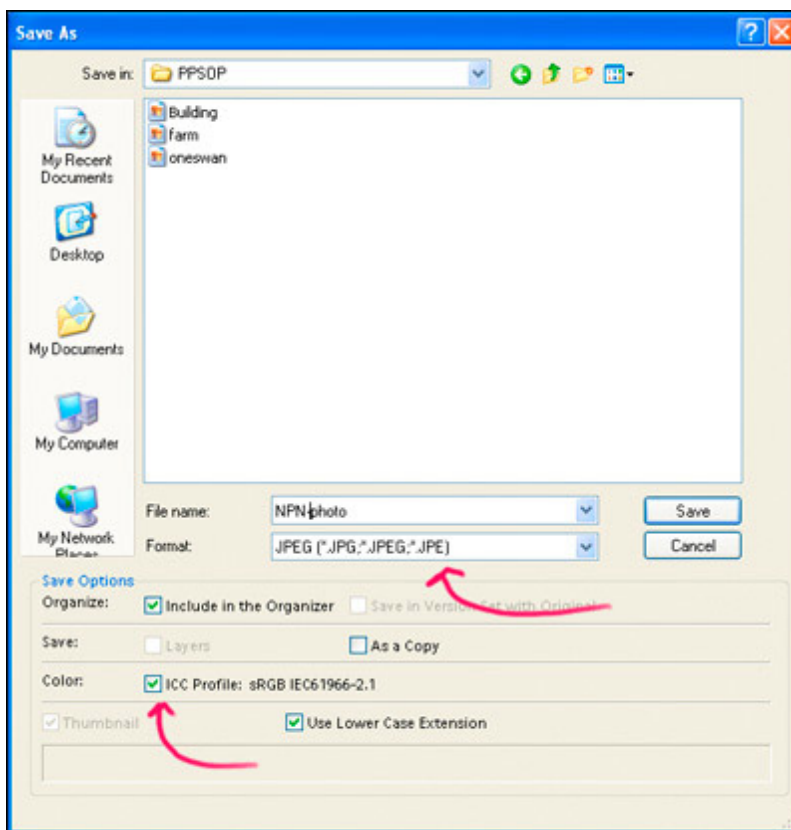 Save As
Save in: PPSOP
Building
farm
oneswan
My Recent
Documents
Desktop
My Documents
My Computer
My Network
Places
File name: NPN-photo Save
Format: JPEG (*.JPG;*.JPEG;*.JPE) Cancel
Save Options
Organize: Include in the Organizer Save in Version Set with Original
Save: Layers As a Copy
Color: ICC Profile: sRGB IEC61966-2.1
Thumbnail Use Lower Case Extension